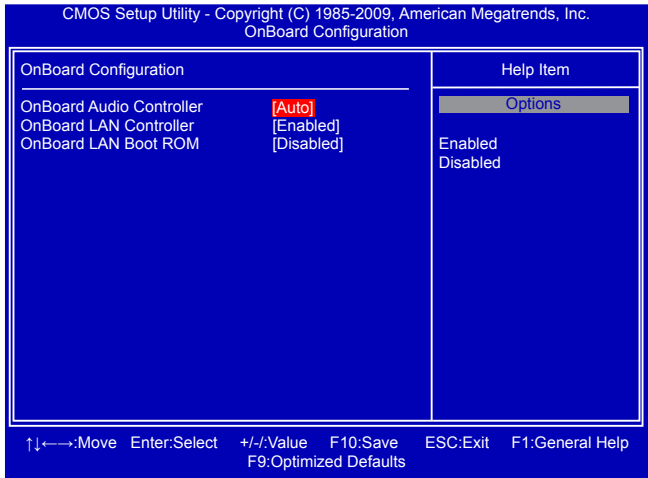 CMOS Setup Utility - Copyright (C) 1985-2009, American Megatrends, Inc.
OnBoard Configuration
OnBoard Configuration
Help Item
OnBoard Audio Controller [Auto]
OnBoard LAN Controller [Enabled]
OnBoard LAN Boot ROM [Disabled]
Options
Enabled
Disabled
↑↓←→:Move Enter:Select +/-/:Value F10:Save ESC:Exit F1:General Help
F9:Optimized Defaults